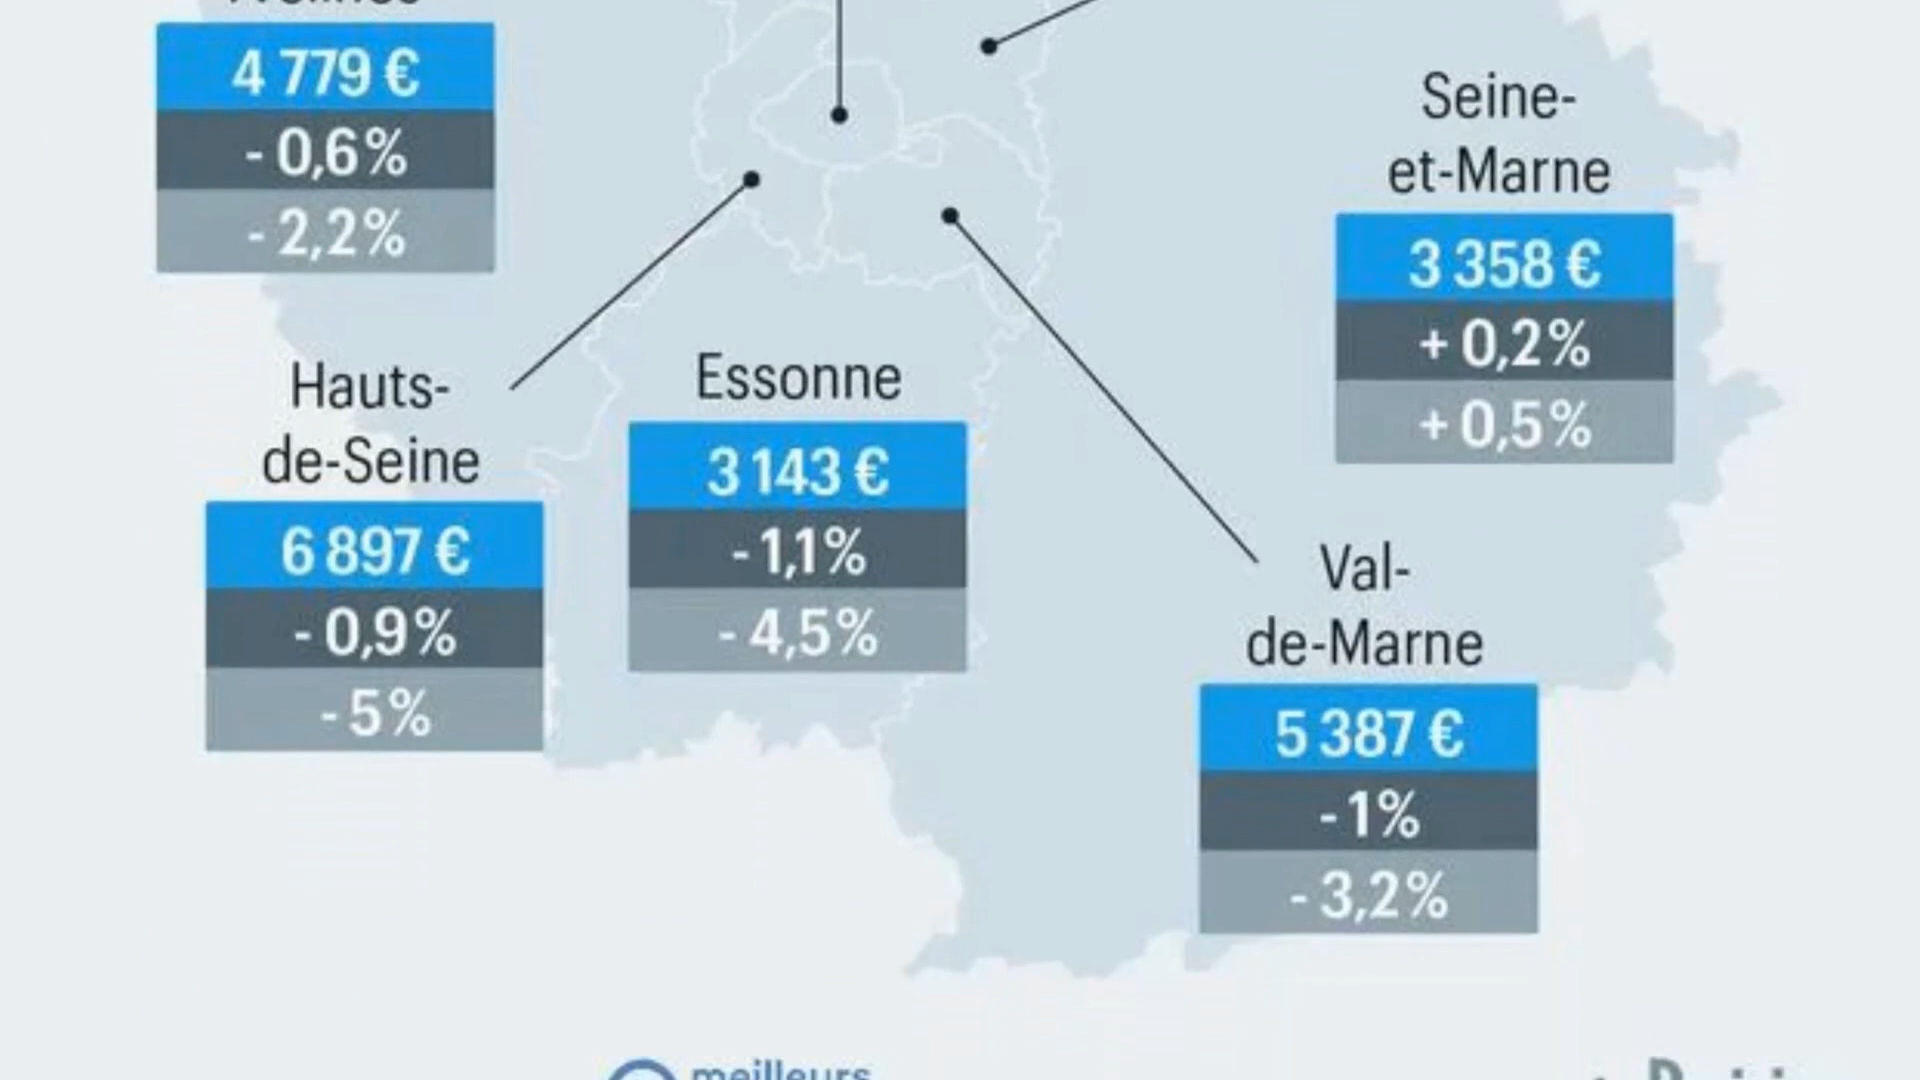 4 779 €
- 0,6%
- 2,2%
Seine-
et-Marne
3 358 €
+ 0,2%
+ 0,5%
Hauts-
de-Seine
6 897 €
- 0,9%
- 5%
Essonne
3 143 €
- 1,1%
- 4,5%
Val-
de-Marne
5 387 €
- 1%
- 3,2%
meilleurs